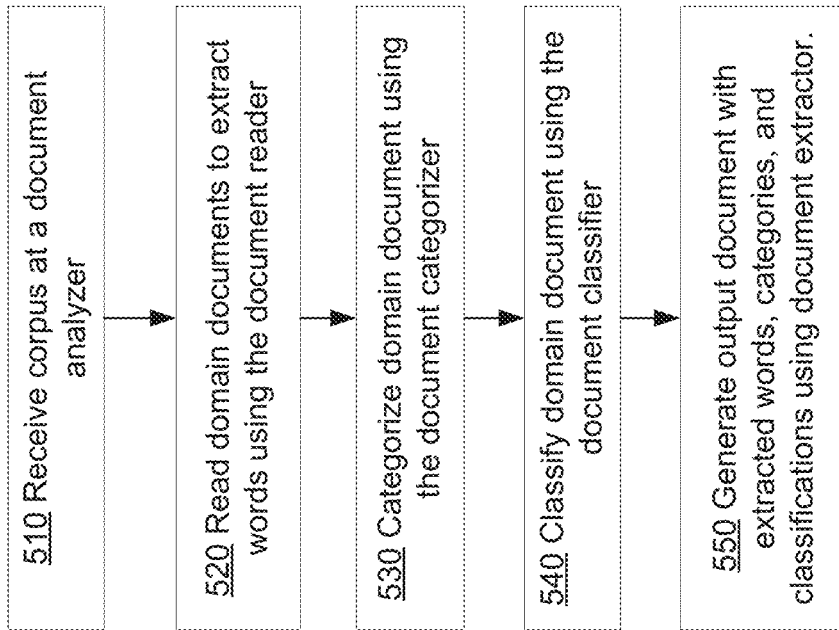 510 Receive corpus at a document
analyzer
520 Read domain documents to extract
words using the document reader
530 Categorize domain document using
the document categorizer
540 Classify domain document using the
document classifier
550 Generate output document with
extracted words, categories, and
classifications using document extractor.